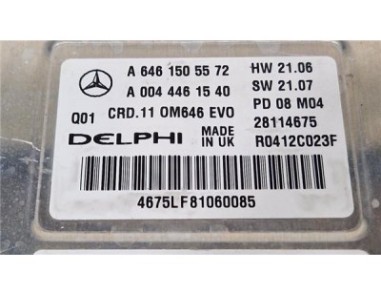 A 646 150 55 72 HW 21.06
A 004 446 15 40 SW 21.07
Q01 CRD.11 OM646 EVO PD 08 M04
DELPHI MADE IN UK 28114675
R0412C023F
4675LF81060085